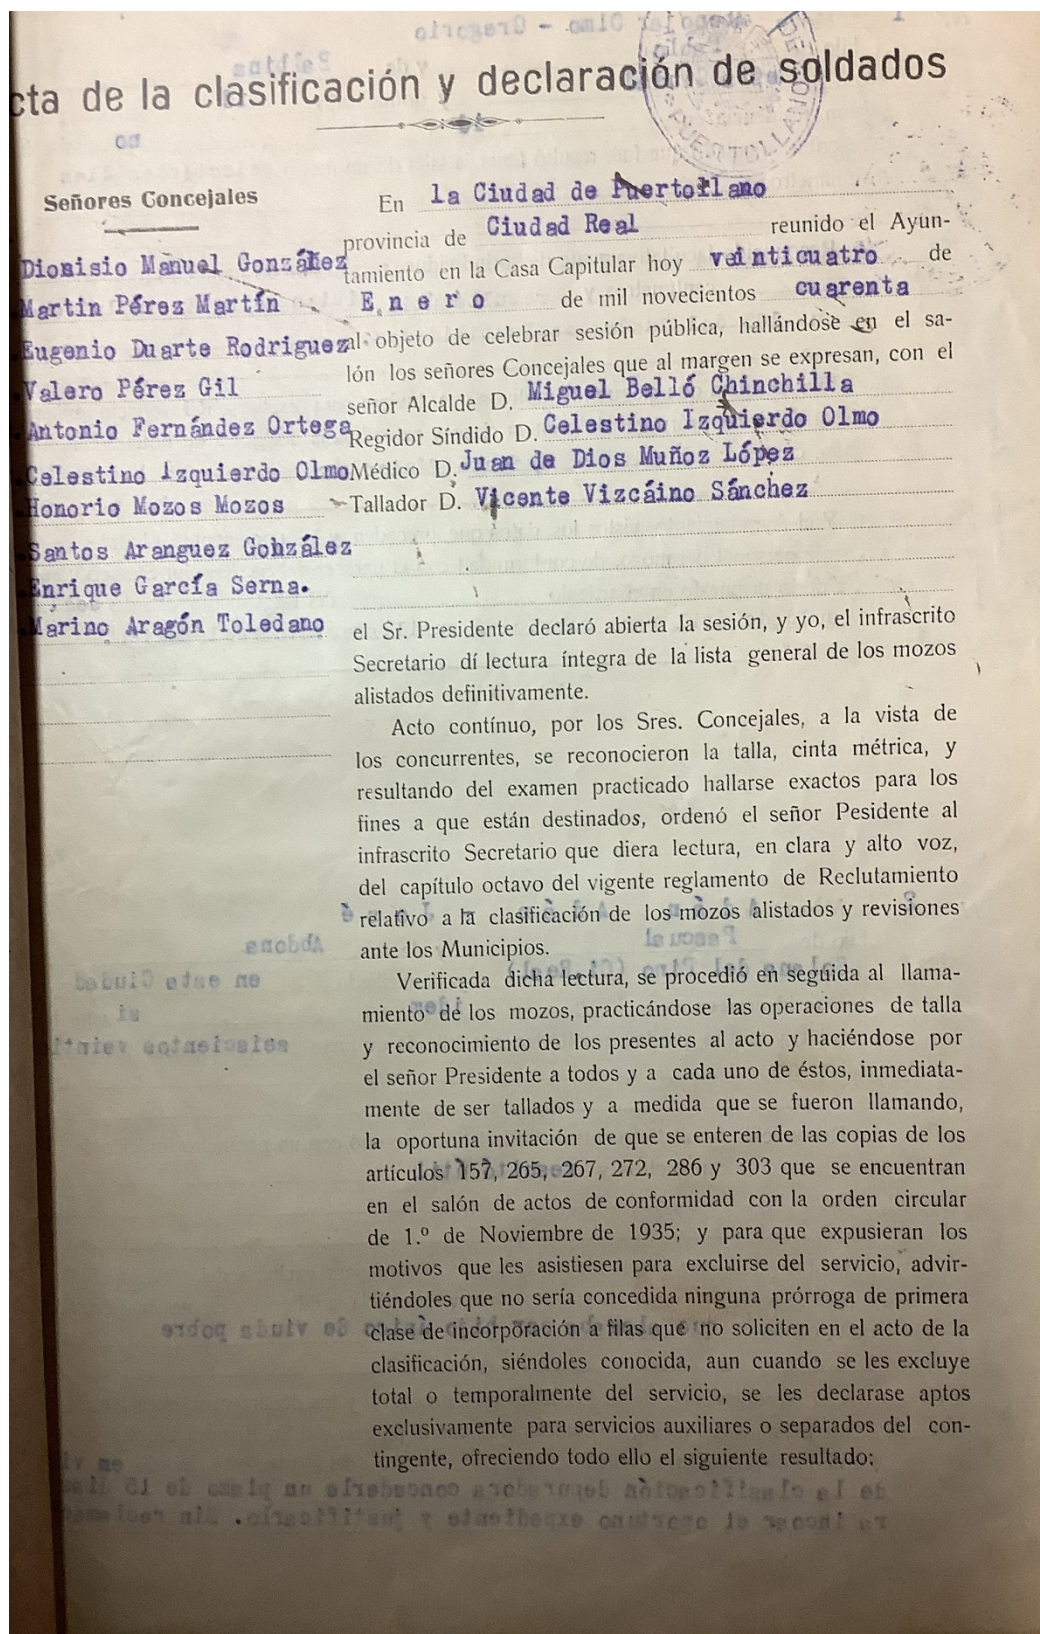 cta de la clasificación y declaración de soldados
PUERTOLLANO
Señores Concejales
Dionisio Manuel González
Martin Pérez Martín
Eugenio Duarte Rodriguez
Valero Pérez Gil
Antonio Fernández Ortega
Celestino Izquierdo Olmo
Honorio Mozos Mozos
Santos Aranguez González
Enrique García Serna.
Marino Aragón Toledano
En la Ciudad de Puertollano
provincia de Ciudad Real reunido el Ayun-
tamiento en la Casa Capitular hoy veinticuatro de
Enero de mil novecientos cuarenta
al objeto de celebrar sesión pública, hallándose en el sa-
lón los señores Concejales que al margen se expresan, con el
señor Alcalde D. Miguel Belló Chinchilla
Regidor Síndido D. Celestino Izquierdo Olmo
Médico D. Juan de Dios Muñoz López
Tallador D. Vicente Vizcáino Sánchez
el Sr. Presidente declaró abierta la sesión, y yo, el infrascrito
Secretario dí lectura íntegra de la lista general de los mozos
alistados definitivamente.
Acto contínuo, por los Sres. Concejales, a la vista de
los concurrentes, se reconocieron la talla, cinta métrica, y
resultando del examen practicado hallarse exactos para los
fines a que están destinados, ordenó el señor Pesidente al
infrascrito Secretario que diera lectura, en clara y alto voz,
del capítulo octavo del vigente reglamento de Reclutamiento
relativo a la clasificación de los mozos alistados y revisiones
ante los Municipios.
Verificada dicha lectura, se procedió en seguida al llama-
miento de los mozos, practicándose las operaciones de talla
y reconocimiento de los presentes al acto y haciéndose por
el señor Presidente a todos y a cada uno de éstos, inmediata-
mente de ser tallados y a medida que se fueron llamando,
la oportuna invitación de que se enteren de las copias de los
artículos 157, 265, 267, 272, 286 y 303 que se encuentran
en el salón de actos de conformidad con la orden circular
de 1.º de Noviembre de 1935; y para que expusieran los
motivos que les asistiesen para excluirse del servicio, advir-
tiéndoles que no sería concedida ninguna prórroga de primera
clase de incorporación a filas que no soliciten en el acto de la
clasificación, siéndoles conocida, aun cuando se les excluye
total o temporalmente del servicio, se les declarase aptos
exclusivamente para servicios auxiliares o separados del con-
tingente, ofreciendo todo ello el siguiente resultado: